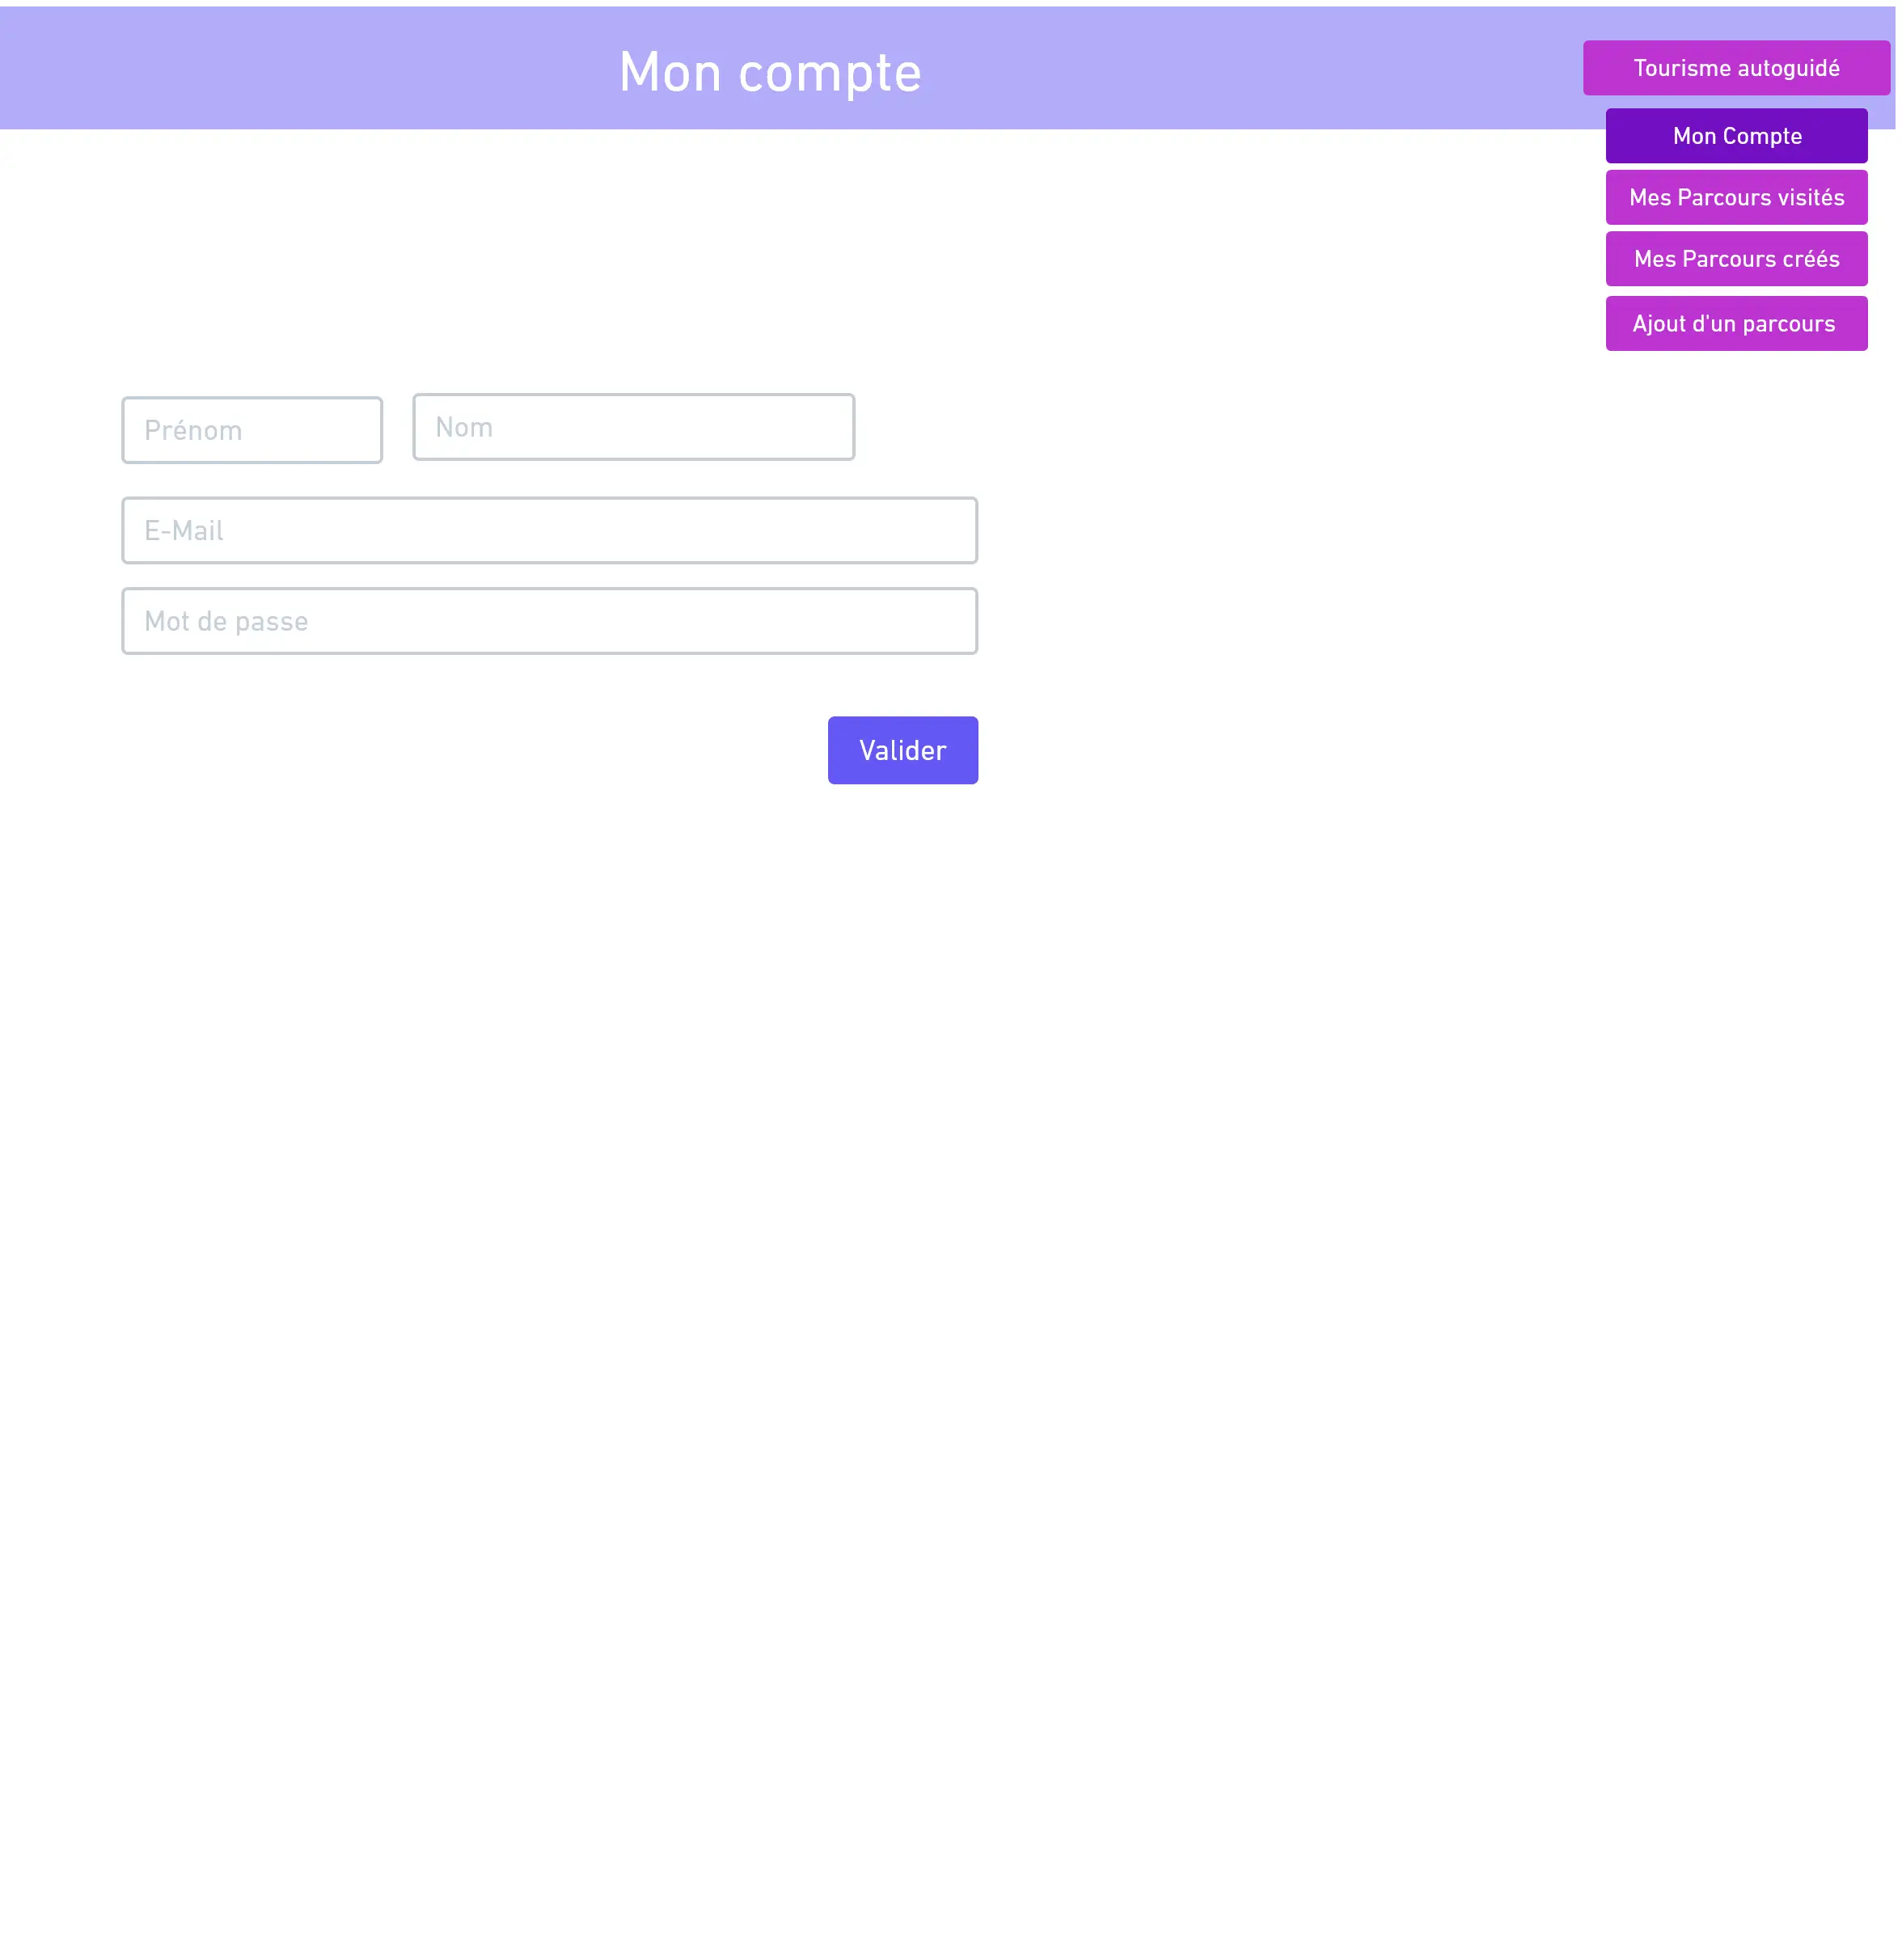 Mon compte
Tourisme autoguidé
Mon Compte
Mes Parcours visités
Mes Parcours créés
Ajout d'un parcours
Prénom
Nom
E-Mail
Mot de passe
Valider